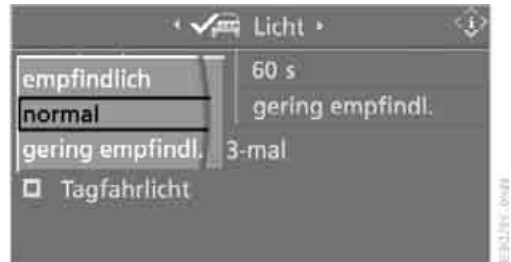 Licht
empfindlich
60 s
normal
gering empfindl.
gering empfindl.
3-mal
Tagfahrlicht